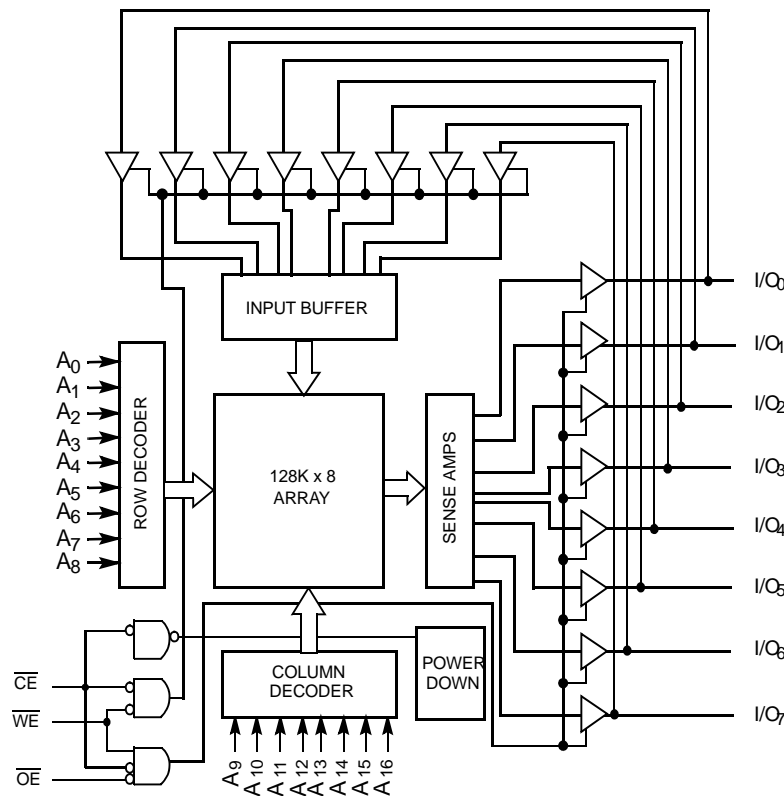 I/O0
INPUT BUFFER
I/O1
A0
A1
A2
A3
A4
A5
A6
A7
A8
ROW DECODER
128K x 8
ARRAY
SENSE AMPS
I/O2
I/O3
I/O4
I/O5
I/O6
I/O7
CE
WE
OE
COLUMN
DECODER
POWER
DOWN
A9
A10
A11
A12
A13
A14
A15
A16